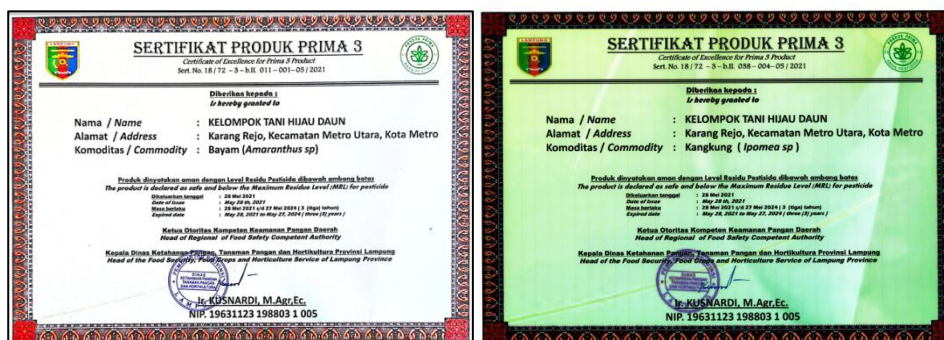 LAMPUNG
SERTIFIKAT PRODUK PRIMA 3
Certificate of Excellence for Prima 3 Product
Sert. No. 18 / 72 – 3 – b.II. 011 – 001– 05 / 2021
Diberikan kepada :
Is hereby granted to
Nama / Name : KELOMPOK TANI HIJAU DAUN
Alamat / Address : Karang Rejo, Kecamatan Metro Utara, Kota Metro
Komoditas / Commodity : Bayam (Amaranthus sp)
Produk dinyatakan aman dengan Level Residu Pestisida dibawah ambang batas
The product is declared as safe and below the Maximum Residue Level (MRL) for pesticide
Dikeluarkan tanggal : 28 Mei 2021
Date of Issue : May 28 th, 2021
Masa berlaku : 28 Mei 2021 s/d 27 Mei 2024 ( 3 (tiga) tahun)
Expired date : May 28, 2021 to May 27, 2024 ( three (3) years )
Ketua Otoritas Kompeten Keamanan Pangan Daerah
Head of Regional of Food Safety Competent Authority
Kepala Dinas Ketahanan Pangan, Tanaman Pangan dan Hortikultura Provinsi Lampung
Head of the Food Security, Food Crops and Horticulture Service of Lampung Province
DINAS
KETAHANAN PANGAN
TANAMAN PANGAN
DAN HORTIKULTURA
Ir. KUSNARDI, M.Agr,Ec.
NIP. 19631123 198803 1 005
LAMPUNG
SERTIFIKAT PRODUK PRIMA 3
Certificate of Excellence for Prima 3 Product
Sert. No. 18 / 72 – 3 – b.II. 038 – 004– 05 / 2021
Diberikan kepada :
Is hereby granted to
Nama / Name : KELOMPOK TANI HIJAU DAUN
Alamat / Address : Karang Rejo, Kecamatan Metro Utara, Kota Metro
Komoditas / Commodity : Kangkung ( Ipomea sp )
Produk dinyatakan aman dengan Level Residu Pestisida dibawah ambang batas
The product is declared as safe and below the Maximum Residue Level (MRL) for pesticide
Dikeluarkan tanggal : 28 Mei 2021
Date of Issue : May 28 th, 2021
Masa berlaku : 28 Mei 2021 s/d 27 Mei 2024 ( 3 (tiga) tahun)
Expired date : May 28, 2021 to May 27, 2024 ( three (3) years )
Ketua Otoritas Kompeten Keamanan Pangan Daerah
Head of Regional of Food Safety Competent Authority
Kepala Dinas Ketahanan Pangan, Tanaman Pangan dan Hortikultura Provinsi Lampung
Head of the Food Security, Food Crops and Horticulture Service of Lampung Province
DINAS
KETAHANAN PANGAN
TANAMAN PANGAN
DAN HORTIKULTURA
Ir. KUSNARDI, M.Agr,Ec.
NIP. 19631123 198803 1 005